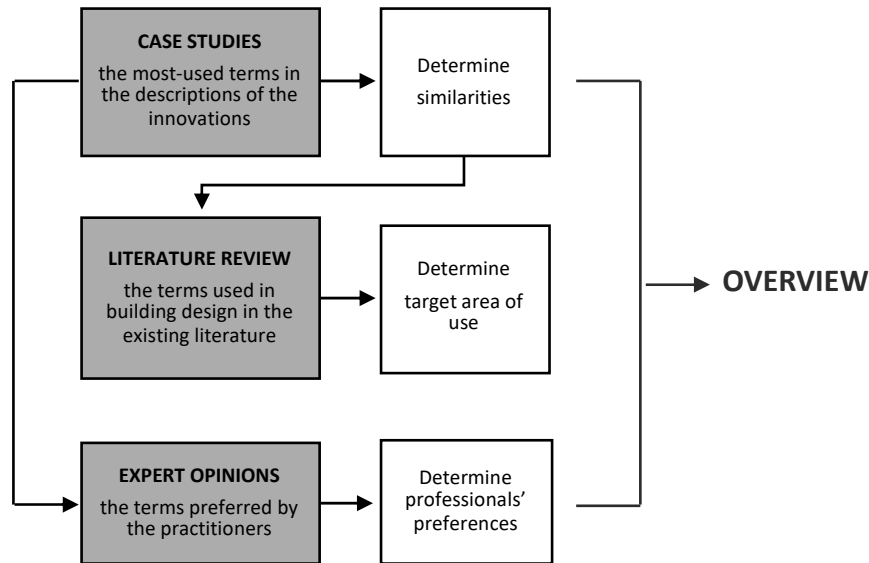 CASE STUDIES
the most-used terms in
the descriptions of the
innovations
Determine
similarities
LITERATURE REVIEW
the terms used in
building design in the
existing literature
Determine
target area of
use
OVERVIEW
EXPERT OPINIONS
the terms preferred by
the practitioners
Determine
professionals’
preferences